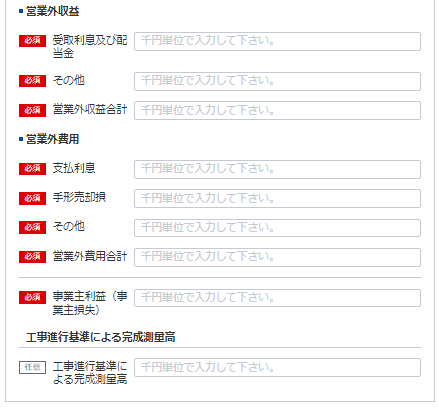 営業外収益
必須 受取利息及び配 千円単位で入力して下さい。
当金
必須 その他 千円単位で入力して下さい。
必須 営業外収益合計 千円単位で入力して下さい。
営業外費用
必須 支払利息 千円単位で入力して下さい。
必須 手形売却損 千円単位で入力して下さい。
必須 その他 千円単位で入力して下さい。
必須 営業外費用合計 千円単位で入力して下さい。
必須 事業主利益（事 千円単位で入力して下さい。
業主損失）
工事進行基準による完成測量高
任意 工事進行基準に 千円単位で入力して下さい。
よる完成測量高